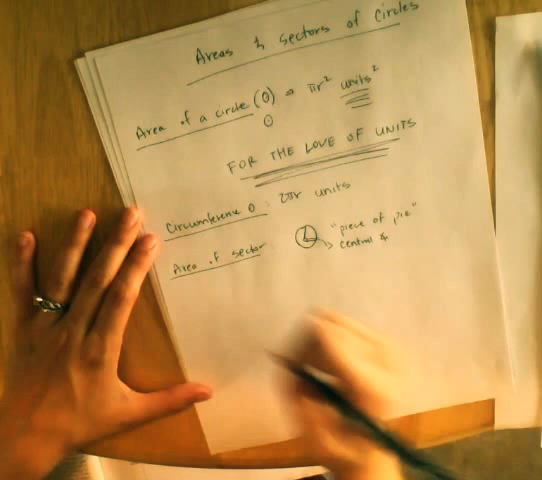 Areas & Sectors of Circles
Area of a circle (O) = πr² units²
O
FOR THE LOVE OF UNITS
Circumference O : 2πr units
Area of sector "piece of pie"
central ∡